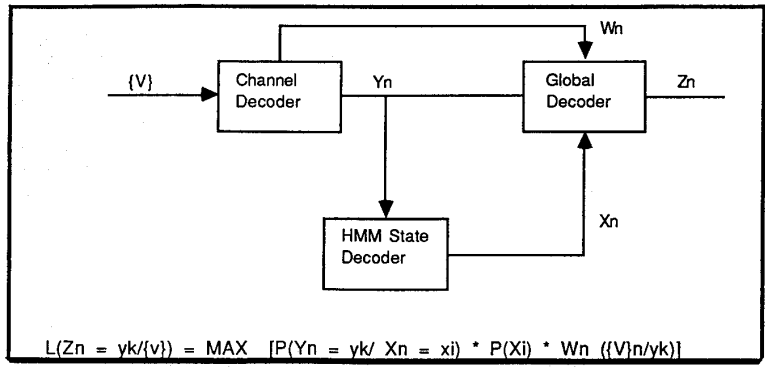 Wn
{V}
Channel
Decoder
Yn
Global
Decoder
Zn
HMM State
Decoder
Xn
L(Zn = yk/{v}) = MAX [P(Yn = yk/ Xn = xi) * P(Xi) * Wn ({V}n/yk)]